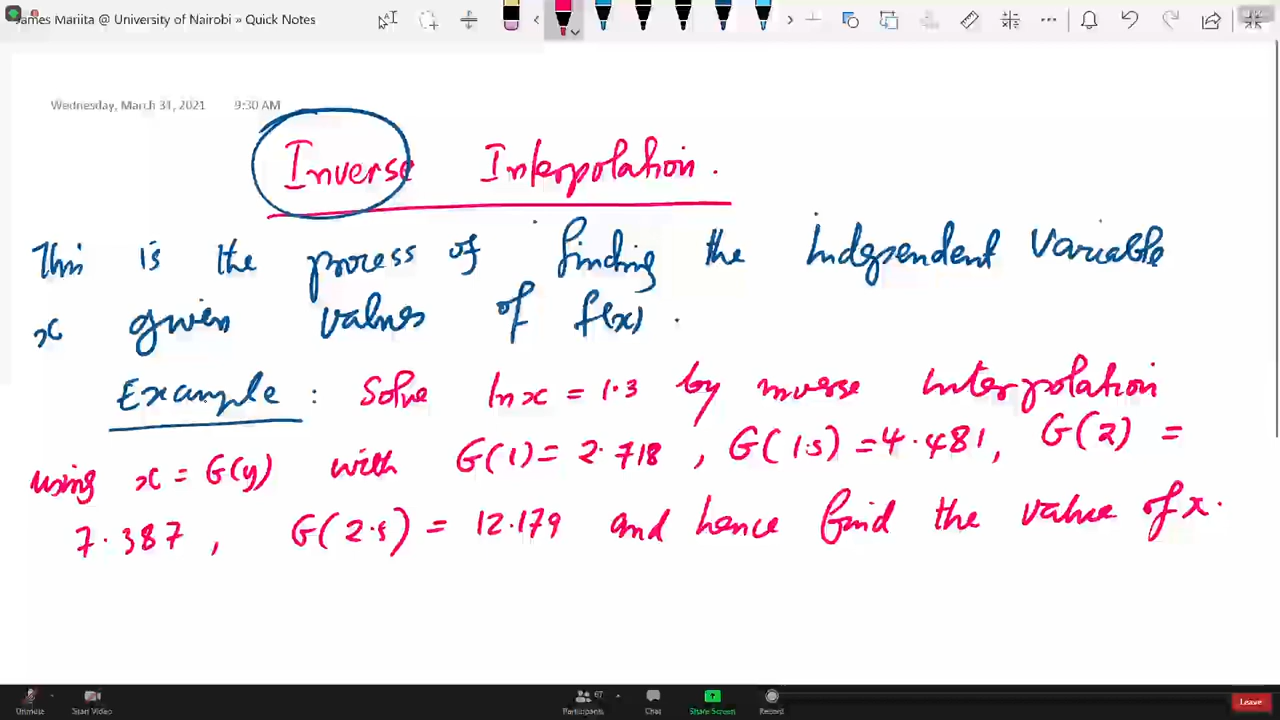 James Mariita @ University of Nairobi » Quick Notes
Wednesday, March 31, 2021 9:30 AM
Inverse Interpolation.
This is the process of finding the Independent variable
x given values of f(x).
Example: Solve lnx = 1.3 by inverse interpolation
using x = G(y) with G(1) = 2.718, G(1.5) = 4.481, G(2) =
7.387, G(2.5) = 12.179 and hence find the value of x.
Unmute Start Video 67 Participants Chat Share Screen Record Leave